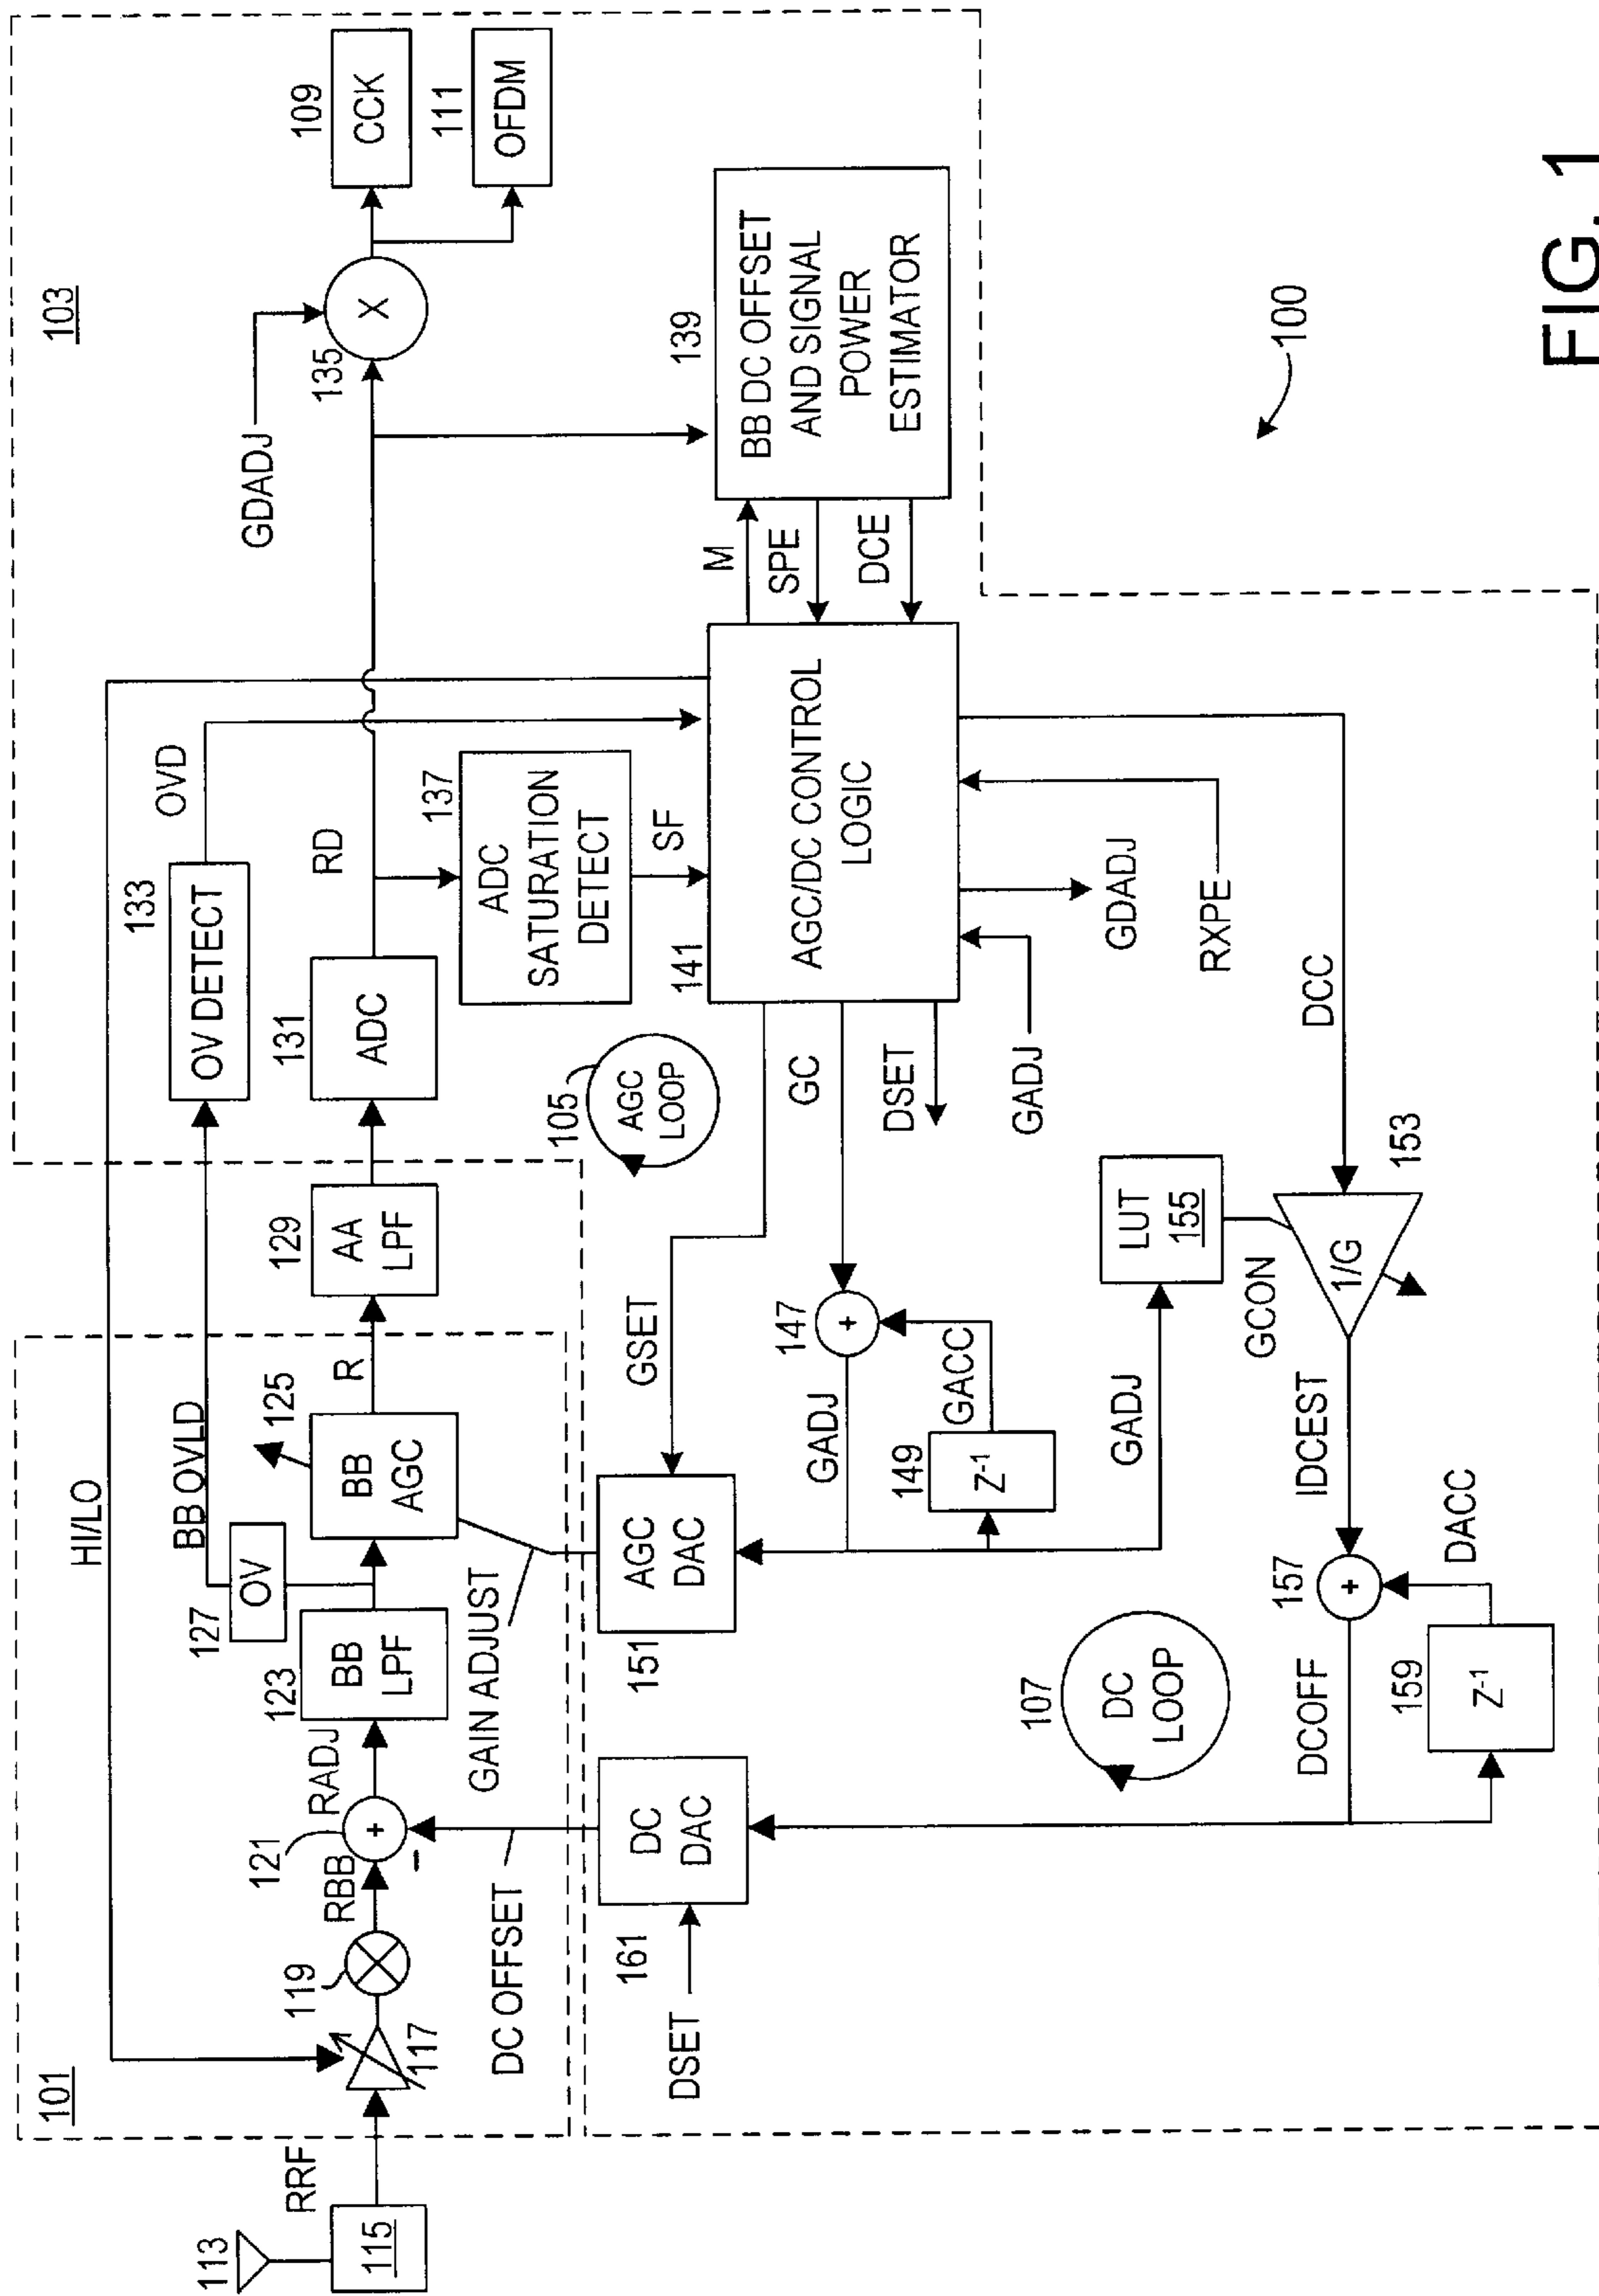 103
101
HI/LO
BB OVLD
OVD
133
OV DETECT
127
OV
113
115
RRF
117
119
RBB
121
RADJ
123
BB
LPF
125
BB
AGC
R
129
AA
LPF
131
ADC
RD
GDADJ
135
X
109
CCK
111
OFDM
137
ADC
SATURATION
DETECT
SF
139
BB DC OFFSET
AND SIGNAL
POWER
ESTIMATOR
M
SPE
DCE
141
AGC/DC CONTROL
LOGIC
105
AGC
LOOP
DC OFFSET
-
+
GAIN ADJUST
151
AGC
DAC
GSET
GC
147
+
GADJ
GACC
149
Z-1
DSET
GADJ
GDADJ
RXPE
DCC
DSET
161
DC
DAC
107
DC
LOOP
GADJ
LUT
155
GCON
153
1/G
IDCEST
157
+
DCOFF
DACC
159
Z-1
100
FIG. 1